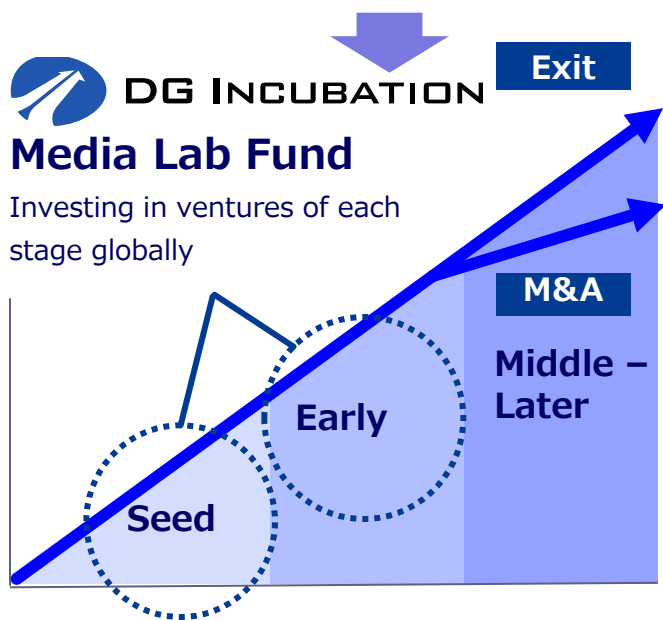 Exit
DG INCUBATION
Media Lab Fund
Investing in ventures of each
stage globally
M&A
Middle –
Later
Early
Seed